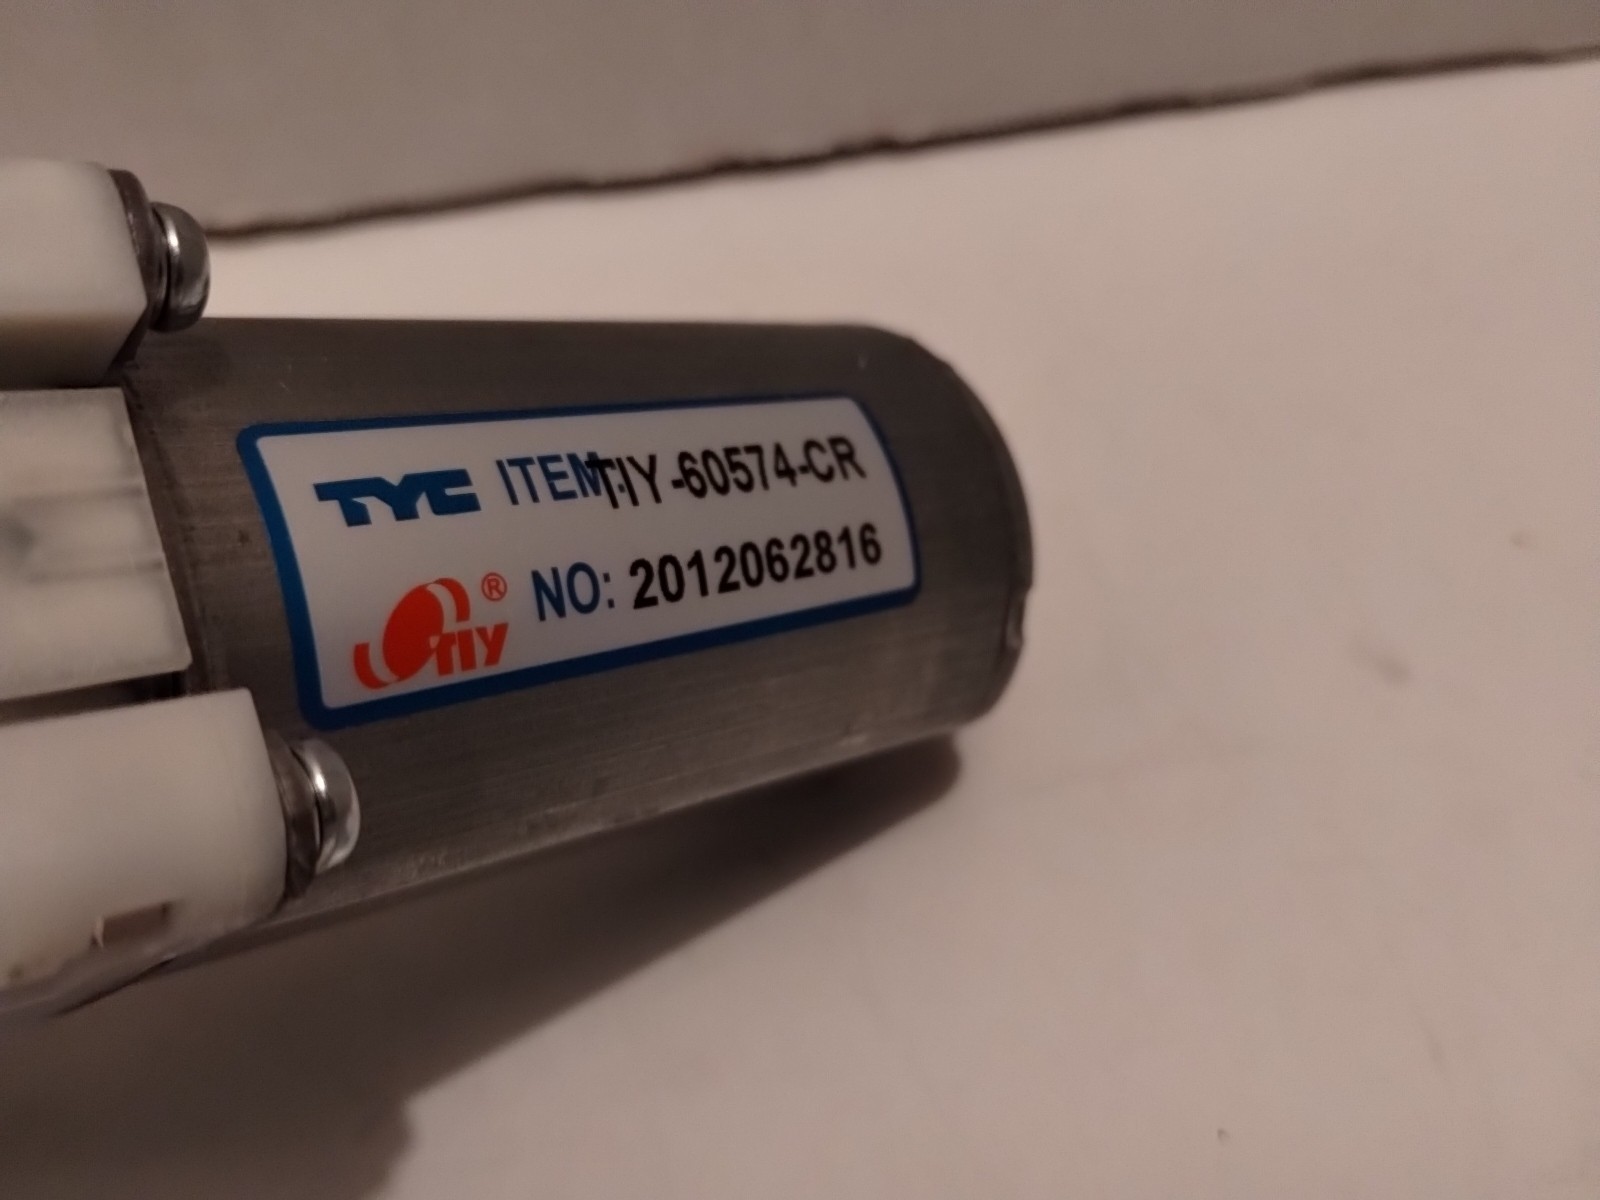 TYC ITEM: TIY-60574-CR
TIY ® NO: 2012062816